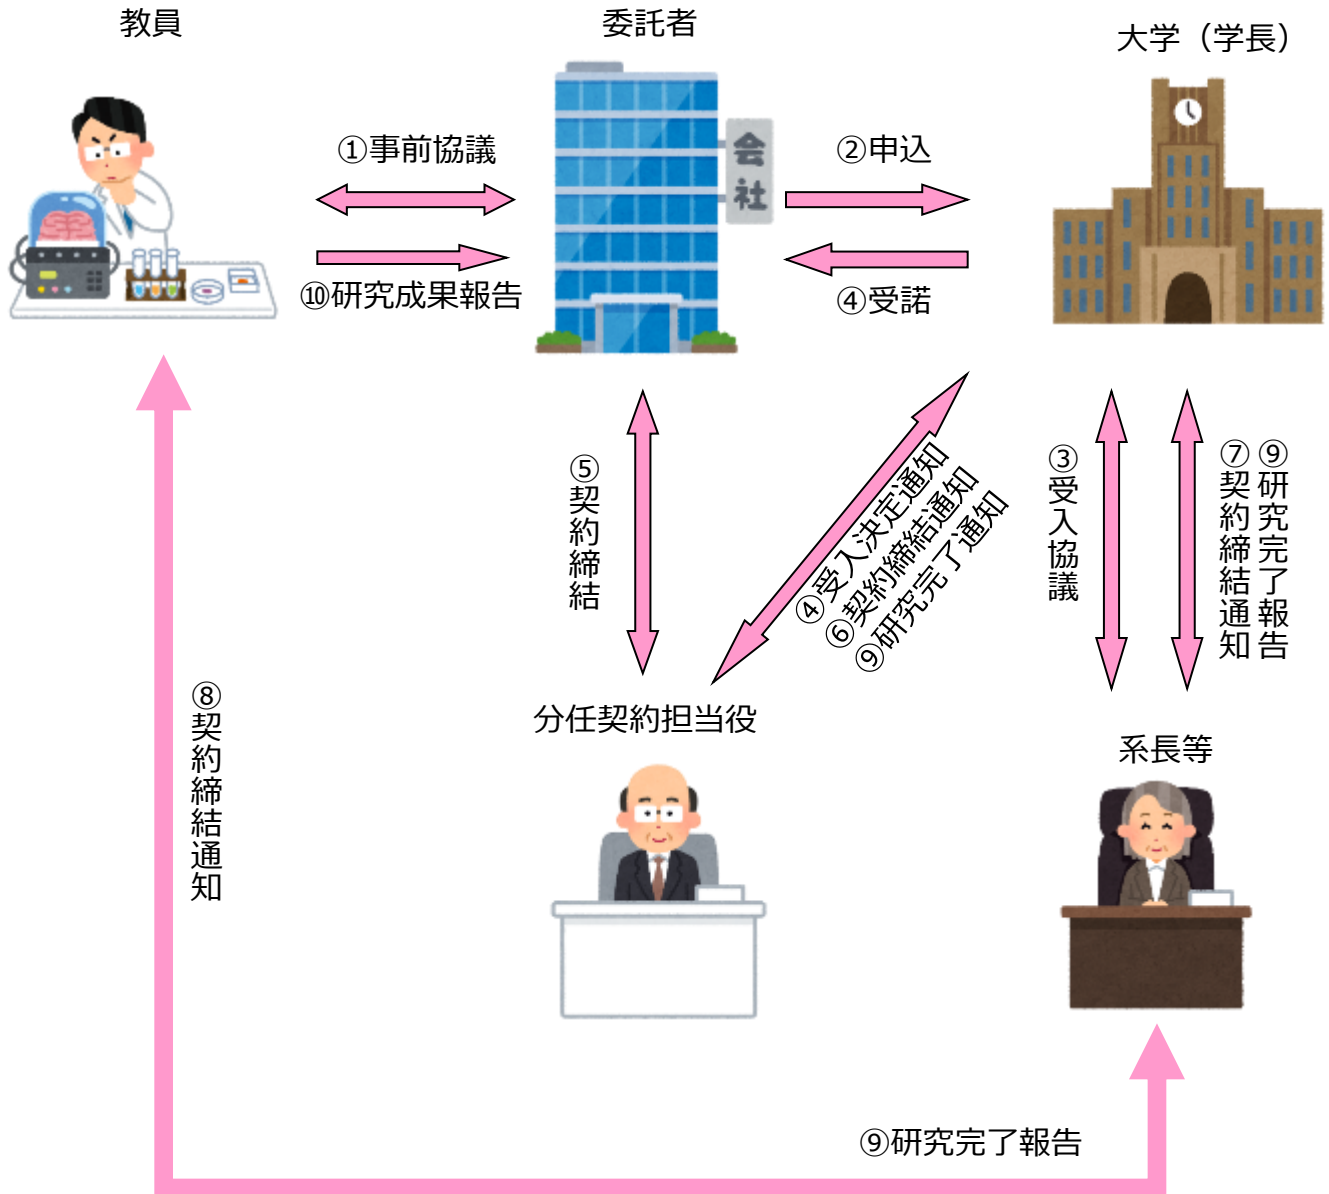 教員
委託者
大学（学長）
①事前協議
会社
②申込
⑩研究成果報告
④受諾
⑤契約締結
④受入決定通知
⑥契約締結通知
⑨研究完了通知
③受入協議
⑦契約締結通知
⑨研究完了報告
⑧契約締結通知
分任契約担当役
系長等
⑨研究完了報告